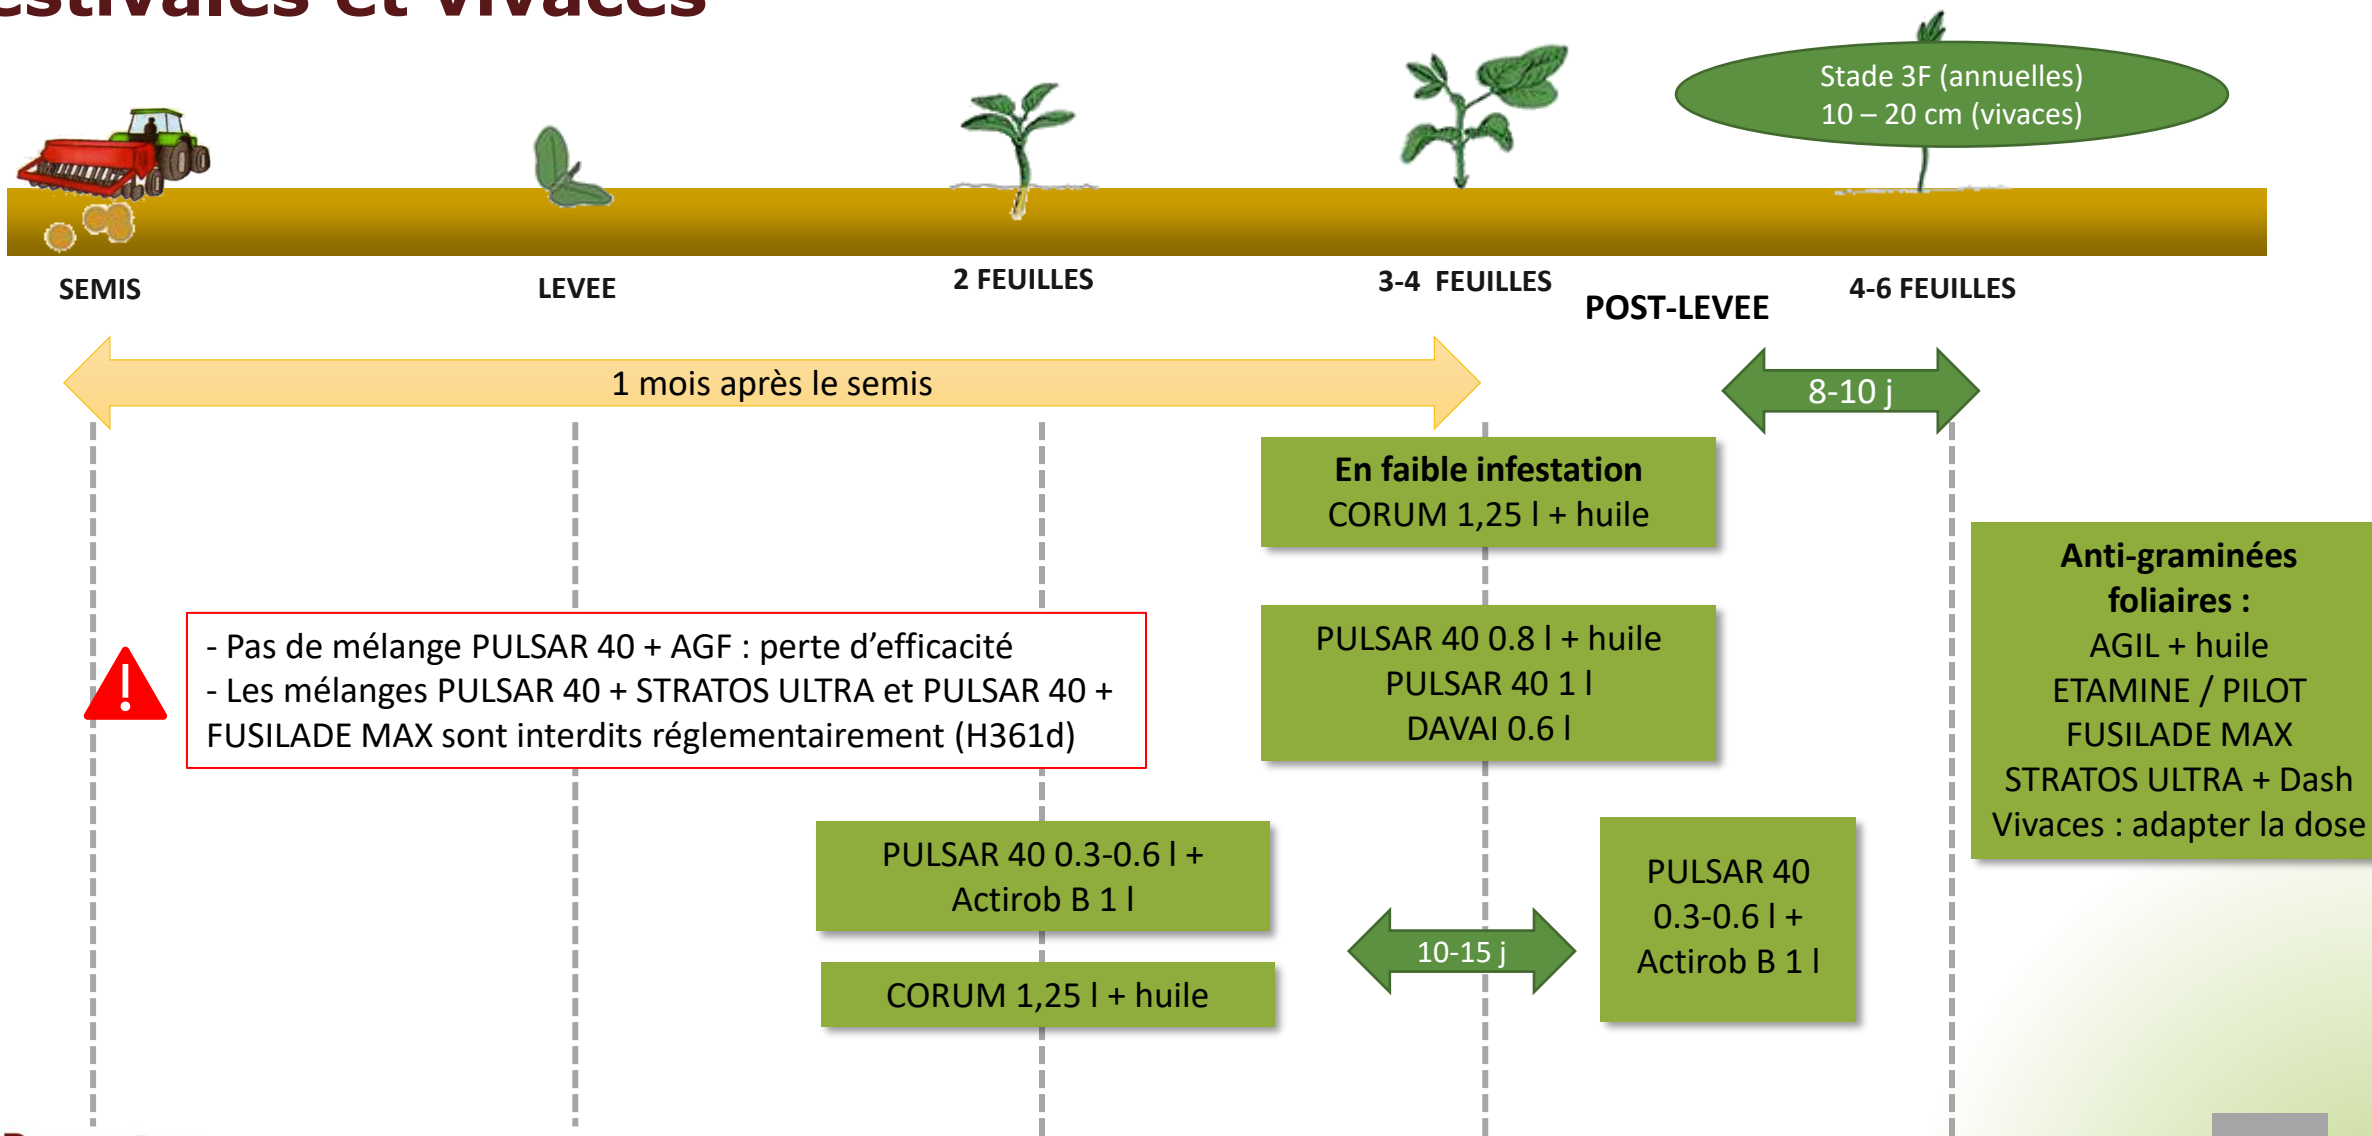 estivales et vivaces
Stade 3F (annuelles)
10 – 20 cm (vivaces)
SEMIS
LEVEE
2 FEUILLES
3-4 FEUILLES
POST-LEVEE
4-6 FEUILLES
1 mois après le semis
8-10 j
En faible infestation
CORUM 1,25 l + huile
- Pas de mélange PULSAR 40 + AGF : perte d'efficacité
- Les mélanges PULSAR 40 + STRATOS ULTRA et PULSAR 40 +
FUSILADE MAX sont interdits réglementairement (H361d)
PULSAR 40 0.8 l + huile
PULSAR 40 1 l
DAVAI 0.6 l
Anti-graminées
foliaires :
AGIL + huile
ETAMINE / PILOT
FUSILADE MAX
STRATOS ULTRA + Dash
Vivaces : adapter la dose
PULSAR 40 0.3-0.6 l +
Actirob B 1 l
CORUM 1,25 l + huile
10-15 j
PULSAR 40
0.3-0.6 l +
Actirob B 1 l